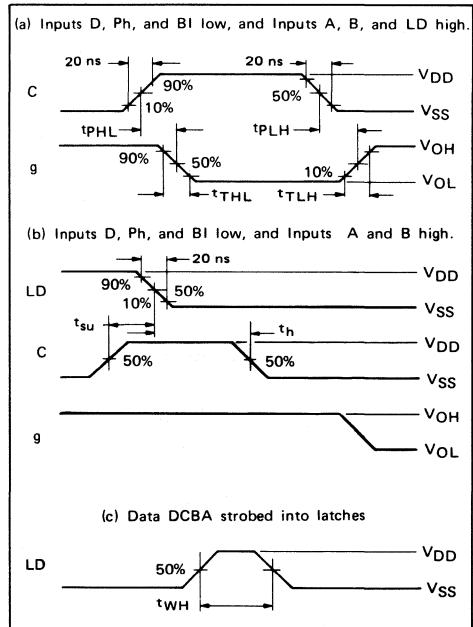 (a) Inputs D, Ph, and BI low, and Inputs A, B, and LD high.
20 ns
20 ns
90%
VDD
C
50%
10%
VSS
tPHL
tPLH
VOH
g
90%
50%
10%
VOL
tTHL
tTLH
(b) Inputs D, Ph, and BI low, and Inputs A and B high.
20 ns
VDD
LD
90%
50%
10%
VSS
tsu
th
VDD
C
50%
50%
VSS
VOH
g
VOL
(c) Data DCBA strobed into latches
VDD
LD
50%
VSS
tWH